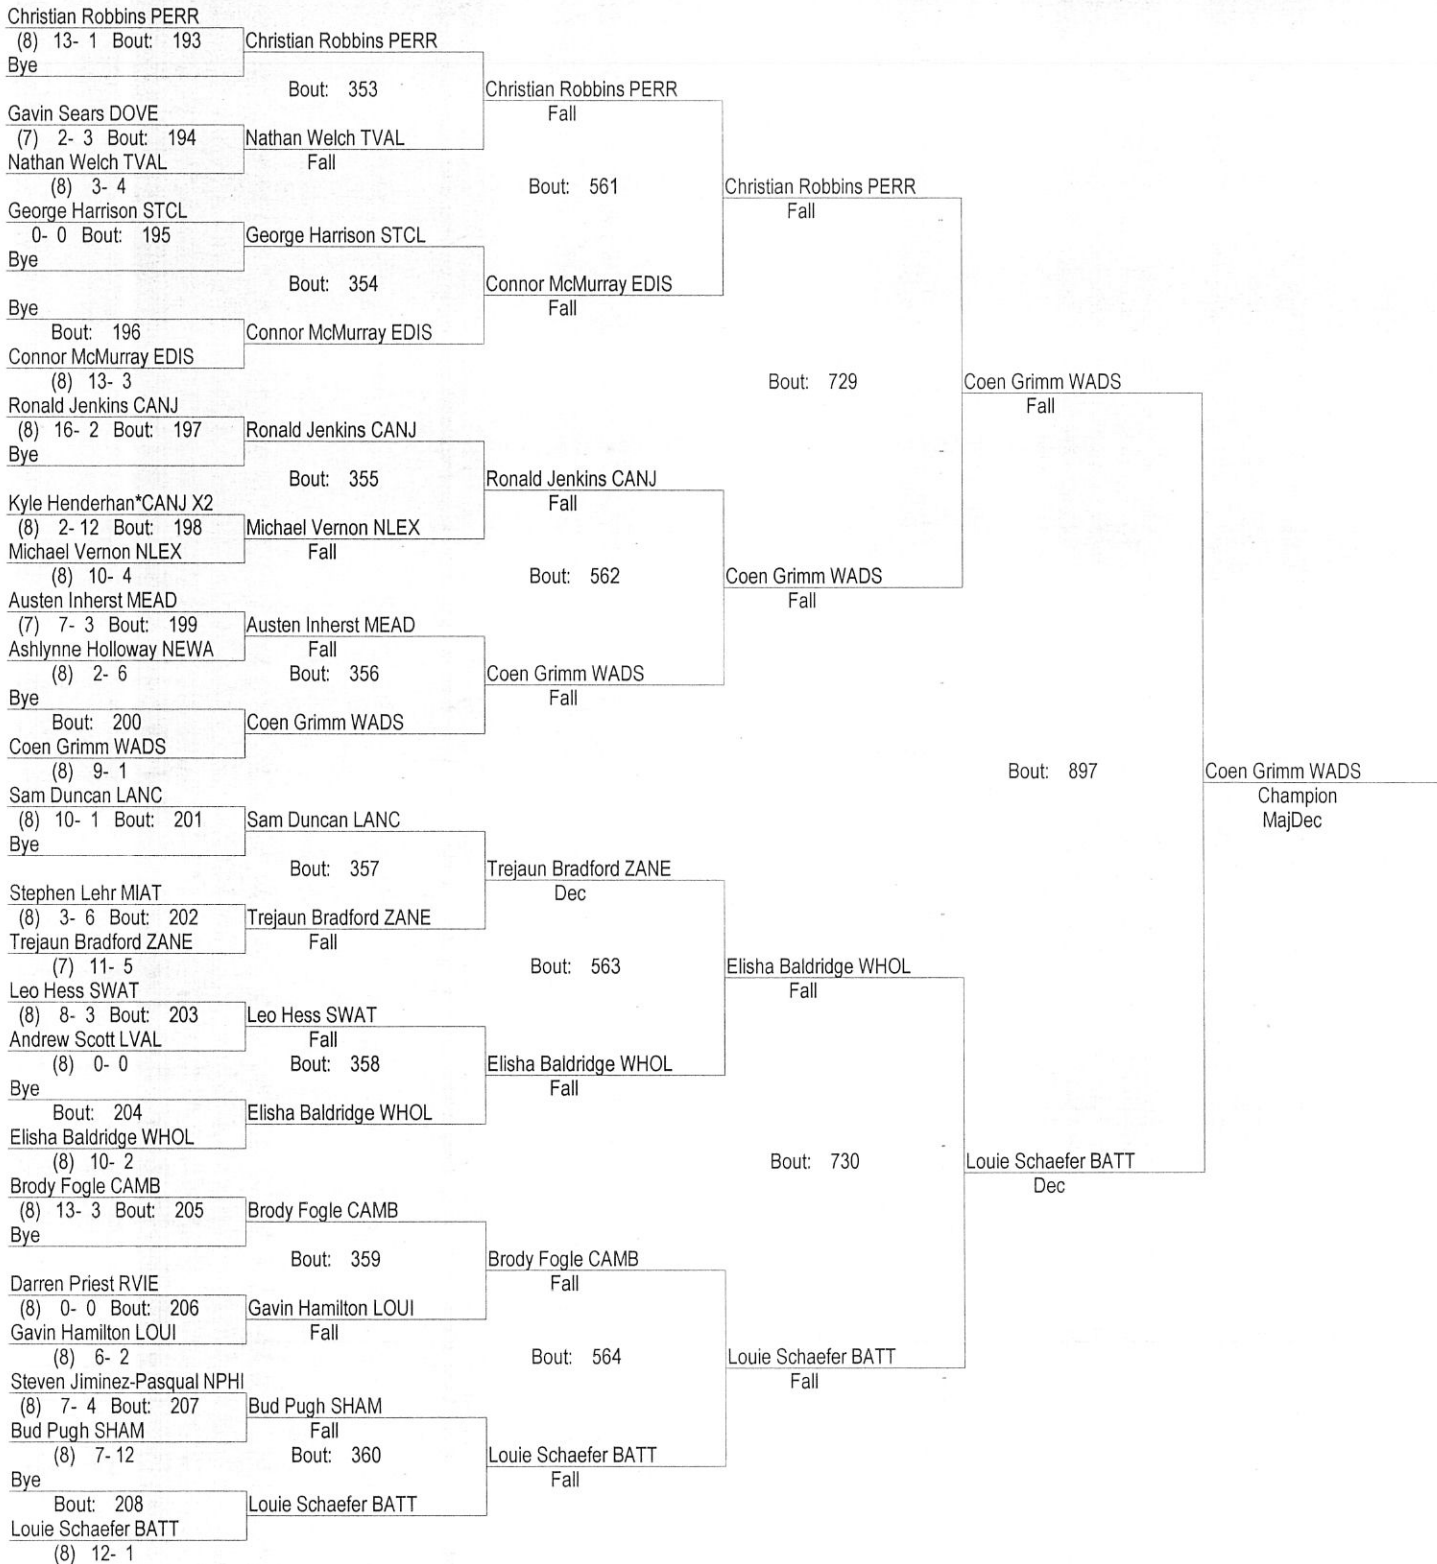 Christian Robbins PERR
(8) 13- 1 Bout: 193
Bye
Christian Robbins PERR
Bout: 353
Gavin Sears DOVE
(7) 2- 3 Bout: 194
Nathan Welch TVAL
(8) 3- 4
Nathan Welch TVAL
Fall
Christian Robbins PERR
Fall
Bout: 561
George Harrison STCL
0- 0 Bout: 195
Bye
George Harrison STCL
Bout: 354
Bye
Bout: 196
Connor McMurray EDIS
(8) 13- 3
Connor McMurray EDIS
Connor McMurray EDIS
Fall
Christian Robbins PERR
Fall
Bout: 729
Ronald Jenkins CANJ
(8) 16- 2 Bout: 197
Bye
Ronald Jenkins CANJ
Bout: 355
Kyle Henderhan*CANJ X2
(8) 2- 12 Bout: 198
Michael Vernon NLEX
(8) 10- 4
Michael Vernon NLEX
Fall
Ronald Jenkins CANJ
Fall
Bout: 562
Austen Inherst MEAD
(7) 7- 3 Bout: 199
Ashlynne Holloway NEWA
(8) 2- 6
Austen Inherst MEAD
Fall
Bout: 356
Bye
Bout: 200
Coen Grimm WADS
(8) 9- 1
Coen Grimm WADS
Coen Grimm WADS
Fall
Coen Grimm WADS
Fall
Coen Grimm WADS
Fall
Bout: 897
Coen Grimm WADS
Champion
MajDec
Sam Duncan LANC
(8) 10- 1 Bout: 201
Bye
Sam Duncan LANC
Bout: 357
Stephen Lehr MIAT
(8) 3- 6 Bout: 202
Trejaun Bradford ZANE
(7) 11- 5
Trejaun Bradford ZANE
Fall
Trejaun Bradford ZANE
Dec
Bout: 563
Leo Hess SWAT
(8) 8- 3 Bout: 203
Andrew Scott LVAL
(8) 0- 0
Leo Hess SWAT
Fall
Bout: 358
Bye
Bout: 204
Elisha Baldridge WHOL
(8) 10- 2
Elisha Baldridge WHOL
Elisha Baldridge WHOL
Fall
Elisha Baldridge WHOL
Fall
Bout: 730
Louie Schaefer BATT
Dec
Brody Fogle CAMB
(8) 13- 3 Bout: 205
Bye
Brody Fogle CAMB
Bout: 359
Darren Priest RVIE
(8) 0- 0 Bout: 206
Gavin Hamilton LOUI
(8) 6- 2
Gavin Hamilton LOUI
Fall
Brody Fogle CAMB
Fall
Bout: 564
Louie Schaefer BATT
Fall
Steven Jiminez-Pasqual NPHI
(8) 7- 4 Bout: 207
Bud Pugh SHAM
(8) 7- 12
Bud Pugh SHAM
Fall
Bout: 360
Bye
Bout: 208
Louie Schaefer BATT
(8) 12- 1
Louie Schaefer BATT
Louie Schaefer BATT
Fall